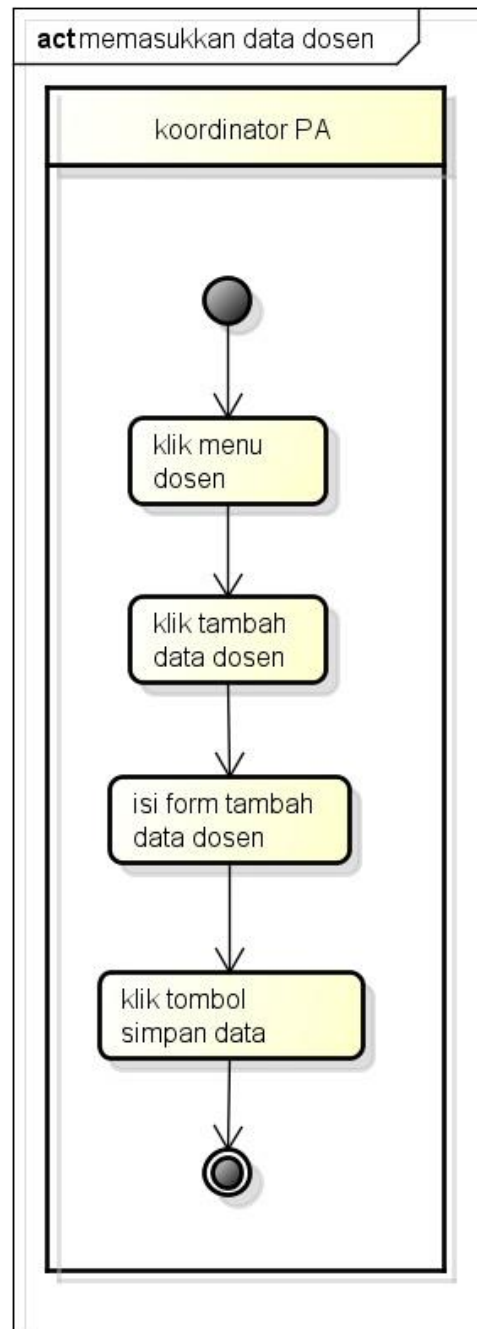 act memasukkan data dosen
koordinator PA
klik menu
dosen
klik tambah
data dosen
isi form tambah
data dosen
klik tombol
simpan data